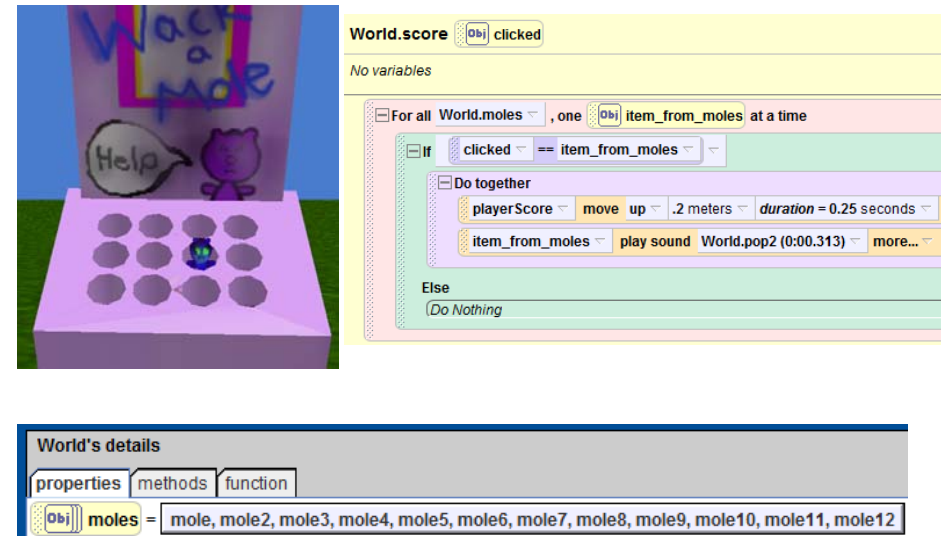 Wack
a
Mole
Help
World.score Obj clicked
No variables
For all World.moles , one Obj item_from_moles at a time
If clicked == item_from_moles
Do together
playerScore move up .2 meters duration = 0.25 seconds
item_from_moles play sound World.pop2 (0:00.313) more...
Else
(Do Nothing
World's details
properties methods function
Obj moles = mole, mole2, mole3, mole4, mole5, mole6, mole7, mole8, mole9, mole10, mole11, mole12